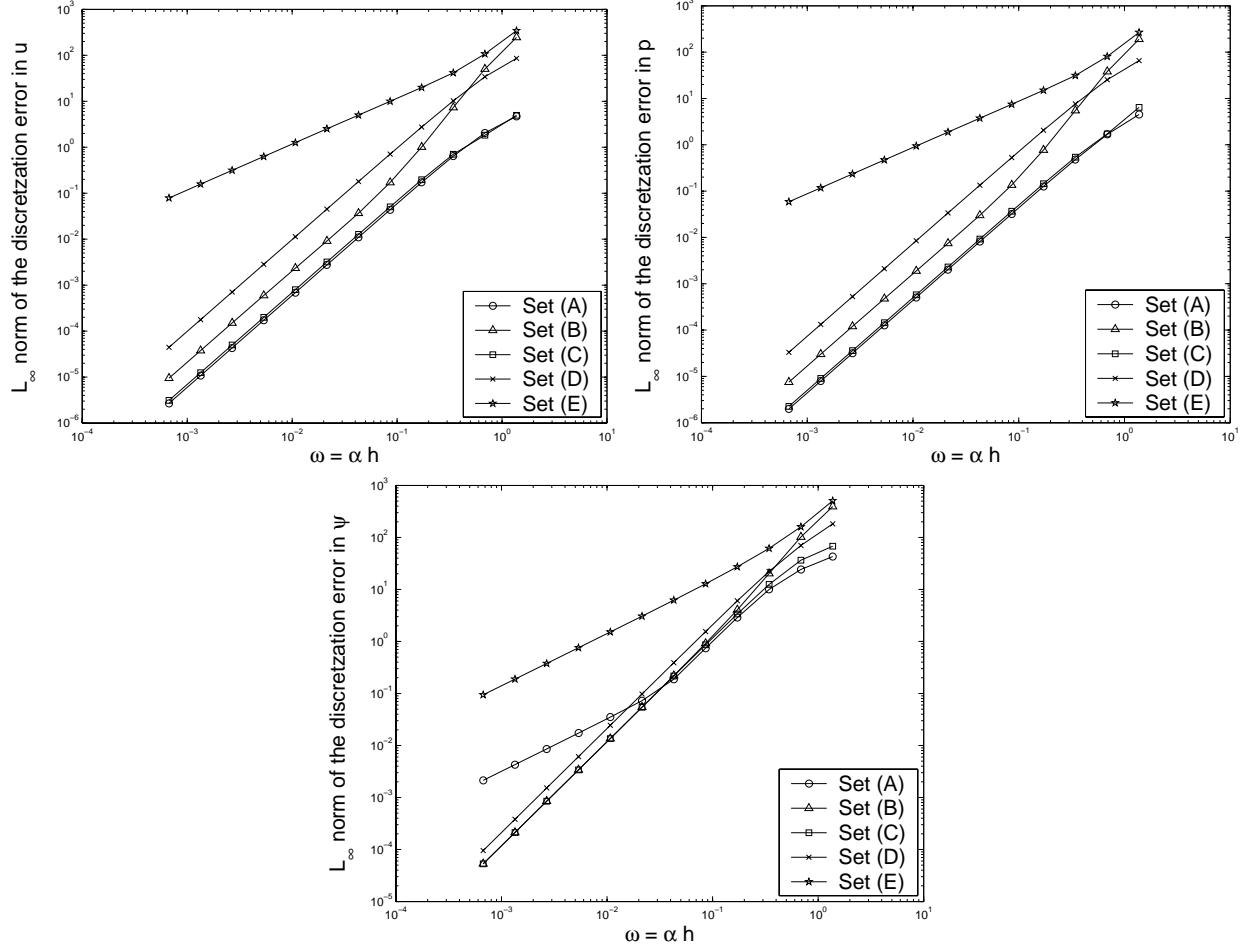 L∞ norm of the discretzation error in u
10^3
10^2
10^1
10^0
10^-1
10^-2
10^-3
10^-4
10^-5
10^-6
10^-4
10^-3
10^-2
10^-1
10^0
10^1
ω = α h
Set (A)
Set (B)
Set (C)
Set (D)
Set (E)
L∞ norm of the discretzation error in p
10^3
10^2
10^1
10^0
10^-1
10^-2
10^-3
10^-4
10^-5
10^-6
10^-4
10^-3
10^-2
10^-1
10^0
10^1
ω = α h
Set (A)
Set (B)
Set (C)
Set (D)
Set (E)
L∞ norm of the discretzation error in ψ
10^3
10^2
10^1
10^0
10^-1
10^-2
10^-3
10^-4
10^-5
10^-4
10^-3
10^-2
10^-1
10^0
10^1
ω = α h
Set (A)
Set (B)
Set (C)
Set (D)
Set (E)